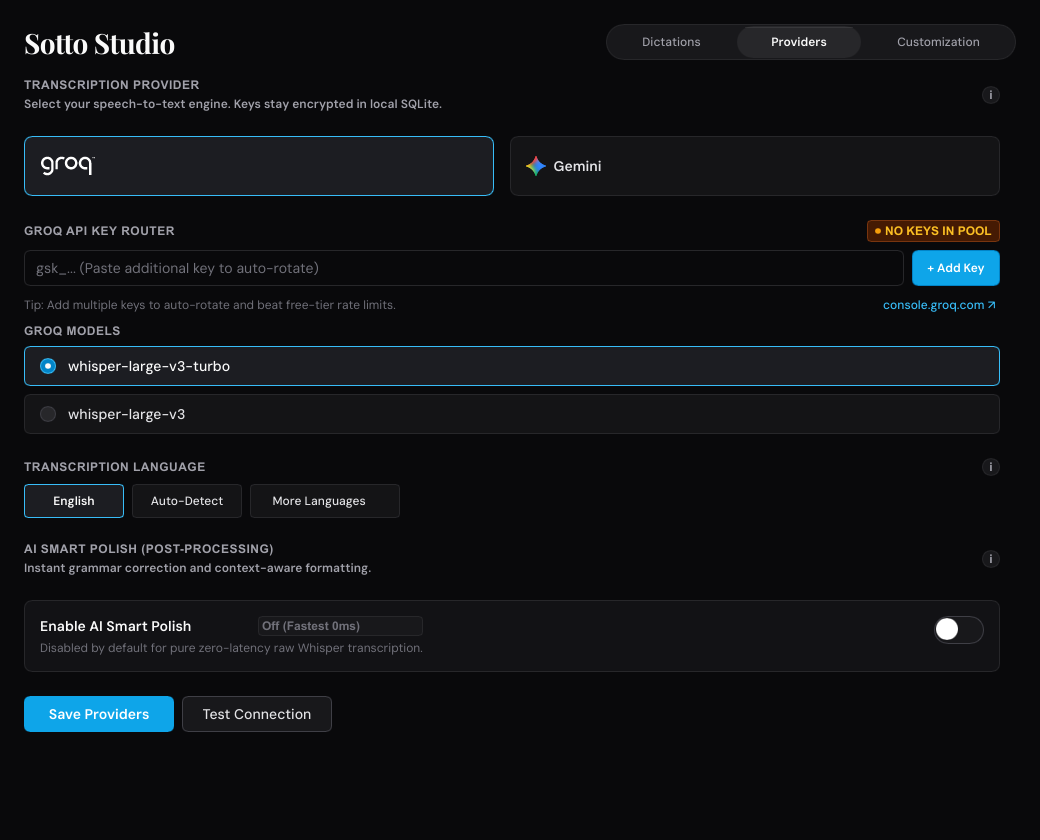 Sotto Studio
Dictations Providers Customization
TRANSCRIPTION PROVIDER
Select your speech-to-text engine. Keys stay encrypted in local SQLite.
i
groq
Gemini
GROQ API KEY ROUTER
NO KEYS IN POOL
gsk_... (Paste additional key to auto-rotate)
+ Add Key
Tip: Add multiple keys to auto-rotate and beat free-tier rate limits.
console.groq.com
GROQ MODELS
whisper-large-v3-turbo
whisper-large-v3
TRANSCRIPTION LANGUAGE
i
English
Auto-Detect
More Languages
AI SMART POLISH (POST-PROCESSING)
Instant grammar correction and context-aware formatting.
i
Enable AI Smart Polish
Off (Fastest 0ms)
Disabled by default for pure zero-latency raw Whisper transcription.
Save Providers
Test Connection